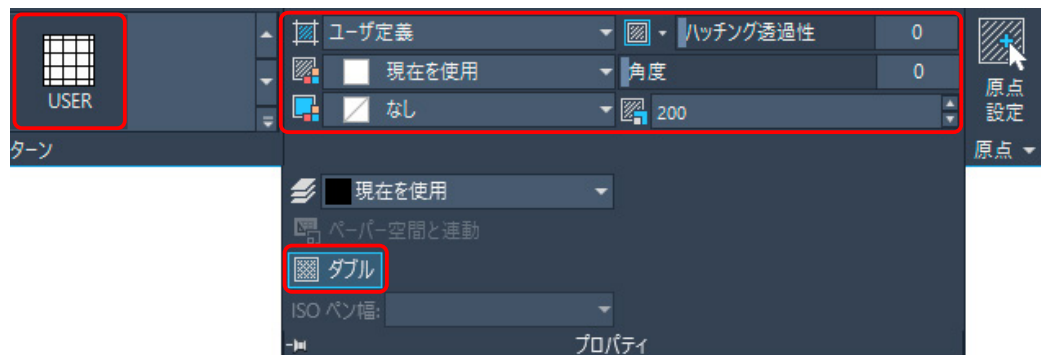 ユーザ定義 ハッチング透過性 0
現在を使用 角度 0
USER なし 200 原点
設定
ターン 原点
現在を使用
ペーパー空間と連動
ダブル
ISO ペン幅:
プロパティ